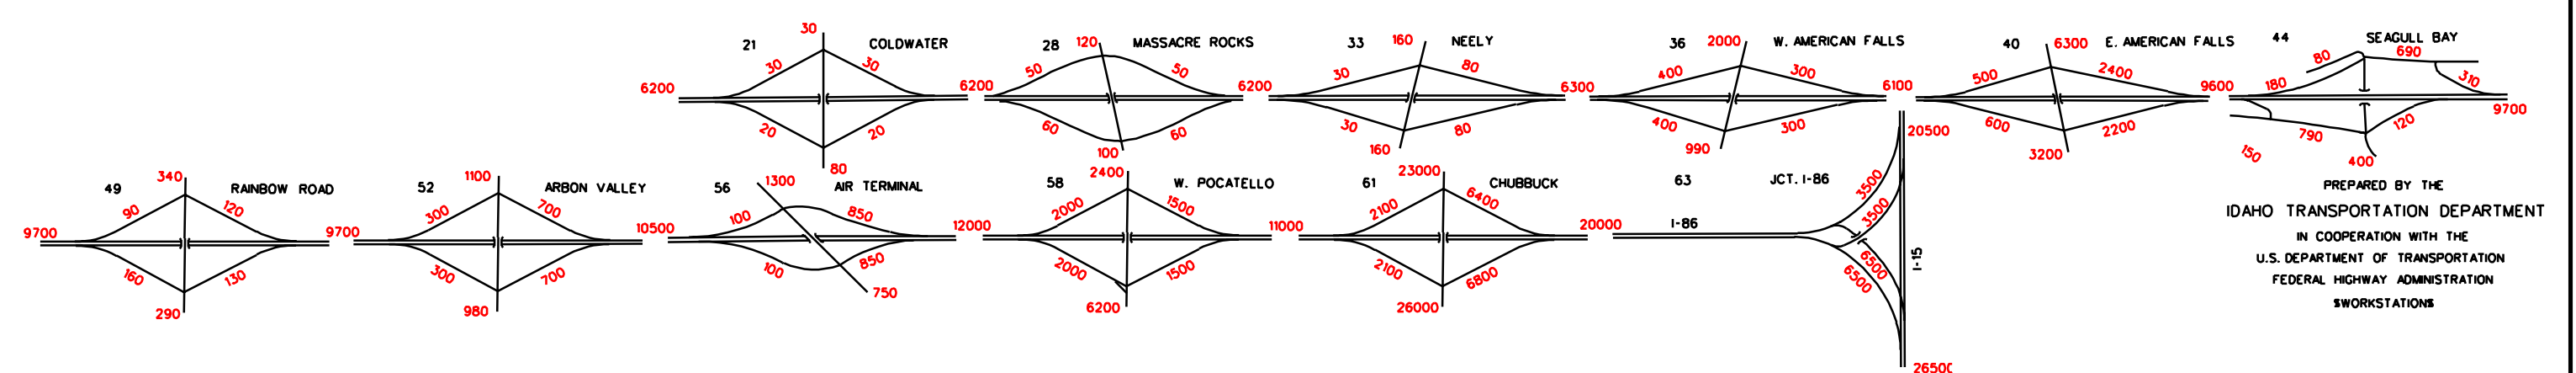 21 COLDWATER
30
6200 30 30 6200
20 20
80
28 120 MASSACRE ROCKS
50 50
6200
60 60
100
33 160 NEELY
30 80
6300
30 80
160
36 2000 W. AMERICAN FALLS
400 300
6100
400 300
990
40 6300 E. AMERICAN FALLS
500 2400
9600
600 2200
3200
44 SEAGULL BAY
80 690
180 310
9700
790 120
150 400
49 340 RAINBOW ROAD
90 120
9700 9700
160 130
290
52 1100 ARBON VALLEY
300 700
10500
300 700
980
56 1300 AIR TERMINAL
100 850
12000
100 850
750
58 2400 W. POCATELLO
2000 1500
11000
2000 1500
6200
61 23000 CHUBBUCK
2100 6400
20000
2100 6800
26000
63 JCT. I-86
20500
3500
3500
I-86
I-15
6500
6500
26500
PREPARED BY THE
IDAHO TRANSPORTATION DEPARTMENT
IN COOPERATION WITH THE
U.S. DEPARTMENT OF TRANSPORTATION
FEDERAL HIGHWAY ADMINISTRATION
$WORKSTATION$